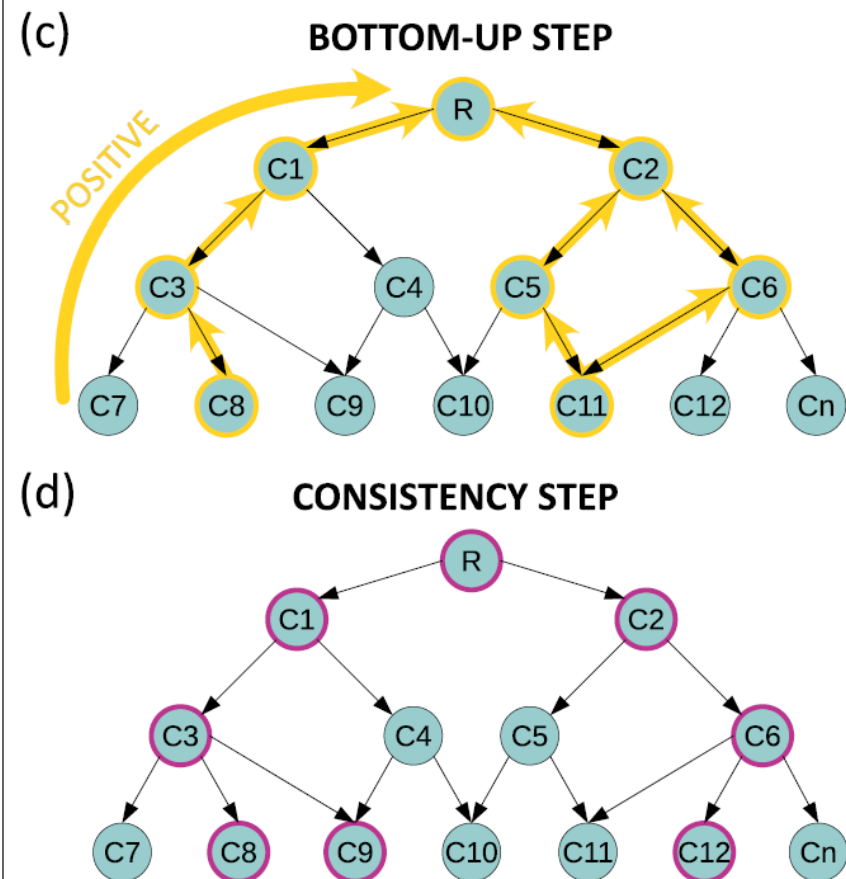 (c)
BOTTOM-UP STEP
POSITIVE
R
C1
C2
C3
C4
C5
C6
C7
C8
C9
C10
C11
C12
Cn
(d)
CONSISTENCY STEP
R
C1
C2
C3
C4
C5
C6
C7
C8
C9
C10
C11
C12
Cn